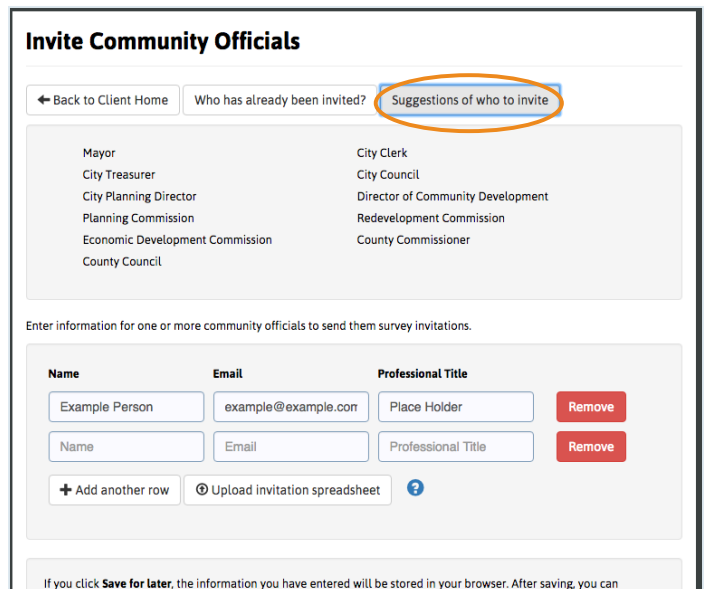 Invite Community Officials
Back to Client Home Who has already been invited? Suggestions of who to invite
Mayor City Clerk
City Treasurer City Council
City Planning Director Director of Community Development
Planning Commission Redevelopment Commission
Economic Development Commission County Commissioner
County Council
Enter information for one or more community officials to send them survey invitations.
Name Email Professional Title
Example Person example@example.com Place Holder Remove
Name Email Professional Title Remove
Add another row Upload invitation spreadsheet ?
If you click Save for later, the information you have entered will be stored in your browser. After saving, you can